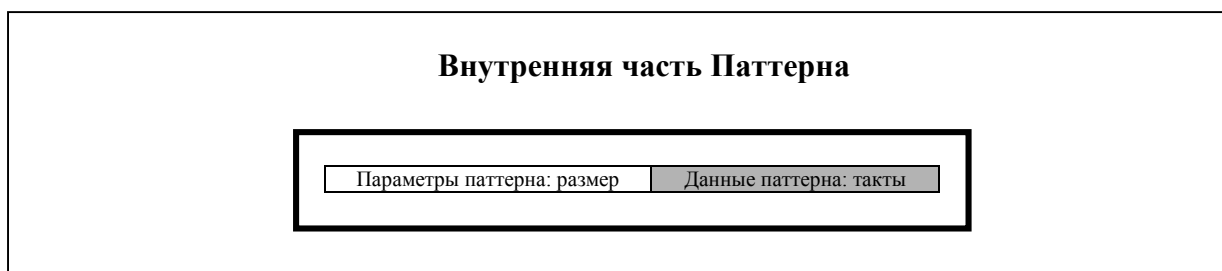 Внутренняя часть Паттерна
Параметры паттерна: размер Данные паттерна: такты